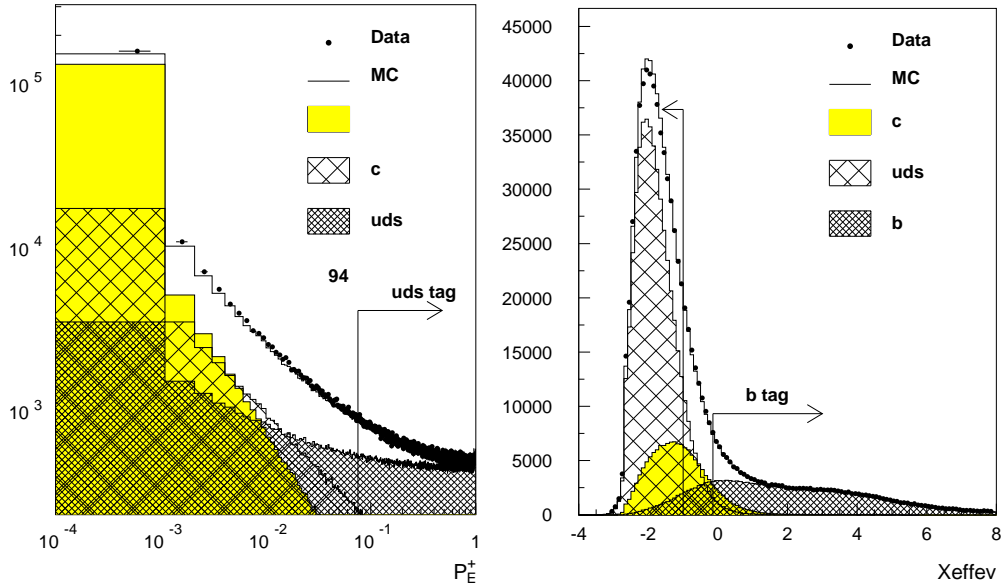 Data
MC
c
uds
94
uds tag
10^5
10^4
10^3
10^-4
10^-3
10^-2
10^-1
1
P_E^+
45000
40000
35000
30000
25000
20000
15000
10000
5000
0
Data
MC
c
uds
b
b tag
-4
-2
0
2
4
6
8
Xeffev